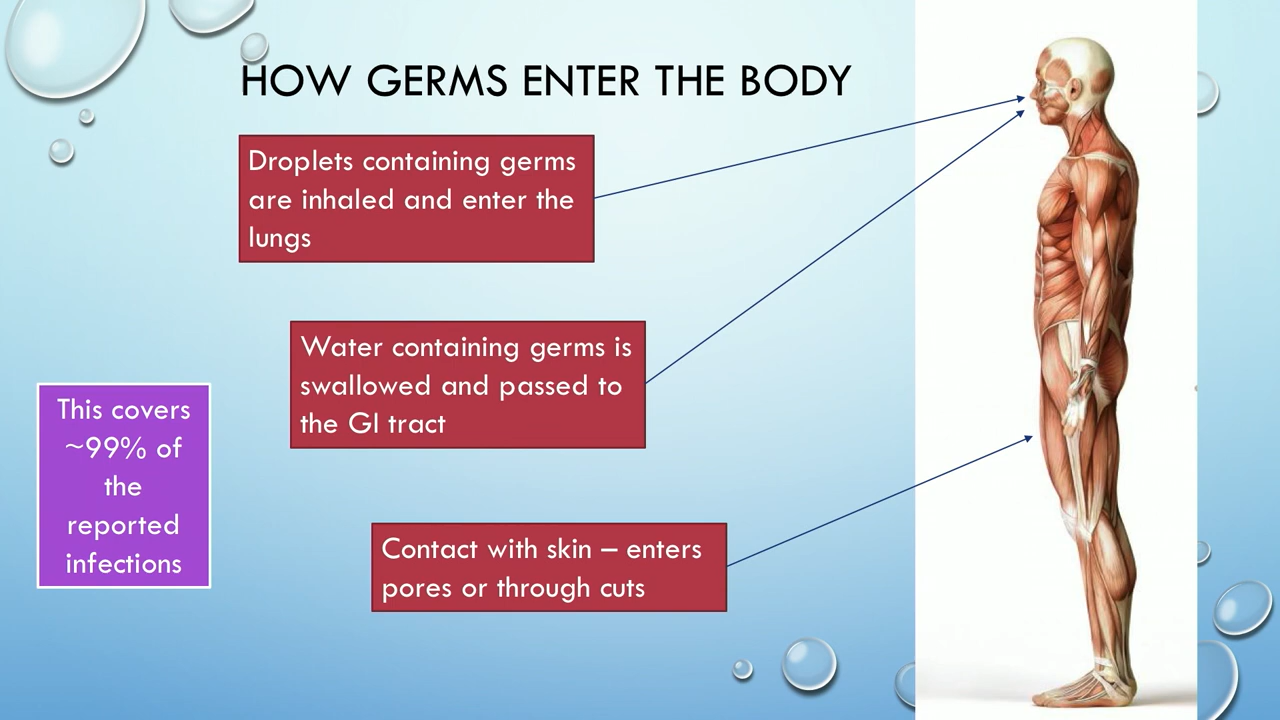 HOW GERMS ENTER THE BODY
Droplets containing germs
are inhaled and enter the
lungs
Water containing germs is
swallowed and passed to
the GI tract
This covers
~99% of
the
reported
infections
Contact with skin – enters
pores or through cuts